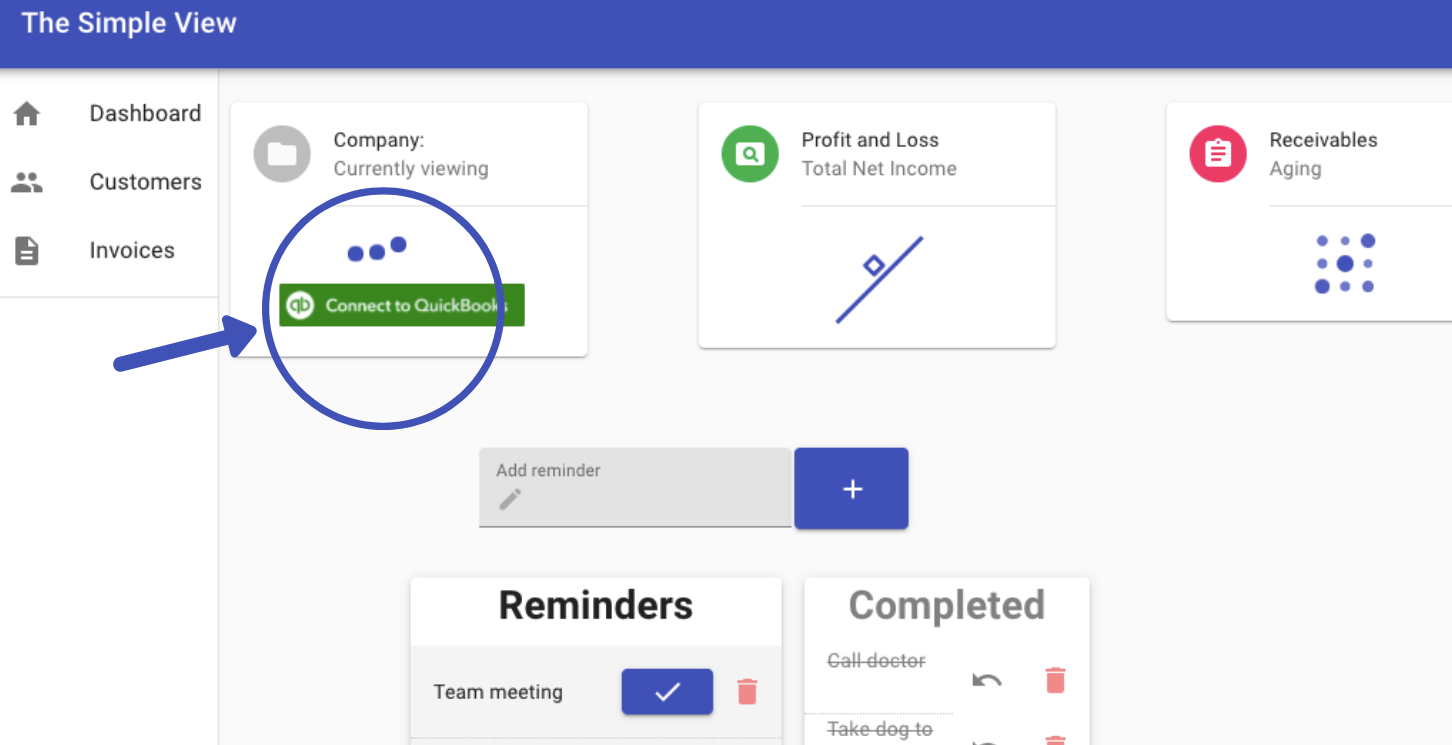 The Simple View
Dashboard
Customers
Invoices
Company:
Currently viewing
qb Connect to QuickBooks
Profit and Loss
Total Net Income
Receivables
Aging
Add reminder
+
Reminders
Team meeting
Completed
Call doctor
Take dog to